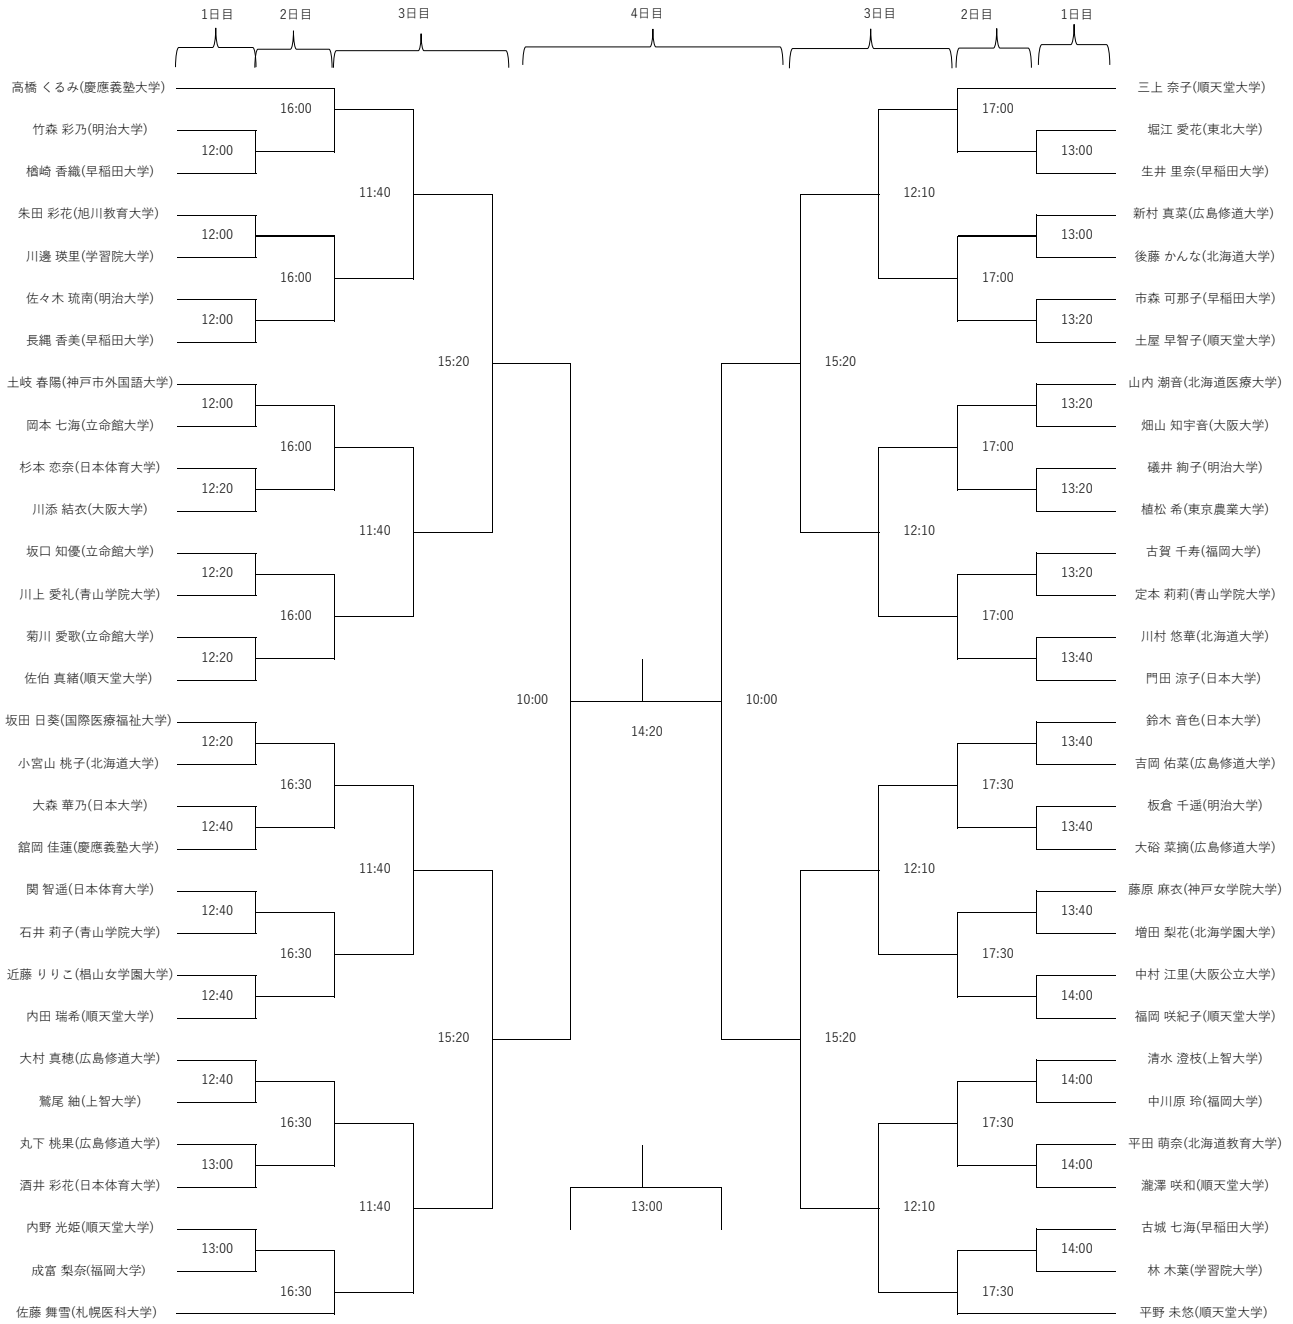 1日目 2日目 3日目 4日目 3日目 2日目 1日目
高橋 くるみ(慶應義塾大学) 三上 奈子(順天堂大学)
16:00 17:00
竹森 彩乃(明治大学) 堀江 愛花(東北大学)
12:00 13:00
楢崎 香織(早稲田大学) 生井 里奈(早稲田大学)
11:40 12:10
朱田 彩花(旭川教育大学) 新村 真菜(広島修道大学)
12:00 13:00
川邊 瑛里(学習院大学) 後藤 かんな(北海道大学)
16:00 17:00
佐々木 琉南(明治大学) 市森 可那子(早稲田大学)
12:00 13:20
長縄 香美(早稲田大学) 土屋 早智子(順天堂大学)
15:20 15:20
土岐 春陽(神戸市外国語大学) 山内 潮音(北海道医療大学)
12:00 13:20
岡本 七海(立命館大学) 畑山 知宇音(大阪大学)
16:00 17:00
杉本 恋奈(日本体育大学) 礒井 絢子(明治大学)
12:20 13:20
川添 結衣(大阪大学) 植松 希(東京農業大学)
11:40 12:10
坂口 知優(立命館大学) 古賀 千寿(福岡大学)
12:20 13:20
川上 愛礼(青山学院大学) 定本 莉莉(青山学院大学)
16:00 17:00
菊川 愛歌(立命館大学) 川村 悠華(北海道大学)
12:20 13:40
佐伯 真緒(順天堂大学) 門田 涼子(日本大学)
10:00 10:00
坂田 日葵(国際医療福祉大学) 鈴木 音色(日本大学)
14:20
12:20 13:40
小宮山 桃子(北海道大学) 吉岡 佑菜(広島修道大学)
16:30 17:30
大森 華乃(日本大学) 板倉 千遥(明治大学)
12:40 13:40
舘岡 佳蓮(慶應義塾大学) 大硲 菜摘(広島修道大学)
11:40 12:10
関 智遥(日本体育大学) 藤原 麻衣(神戸女学院大学)
12:40 13:40
石井 莉子(青山学院大学) 増田 梨花(北海学園大学)
16:30 17:30
近藤 りりこ(椙山女学園大学) 中村 江里(大阪公立大学)
12:40 14:00
内田 瑞希(順天堂大学) 福岡 咲紀子(順天堂大学)
15:20 15:20
大村 真穂(広島修道大学) 清水 澄枝(上智大学)
12:40 14:00
鷲尾 紬(上智大学) 中川原 玲(福岡大学)
16:30 17:30
丸下 桃果(広島修道大学) 平田 萌奈(北海道教育大学)
13:00 14:00
酒井 彩花(日本体育大学) 瀧澤 咲和(順天堂大学)
11:40 13:00 12:10
内野 光姫(順天堂大学) 古城 七海(早稲田大学)
13:00 14:00
成富 梨奈(福岡大学) 林 木葉(学習院大学)
16:30 17:30
佐藤 舞雪(札幌医科大学) 平野 未悠(順天堂大学)